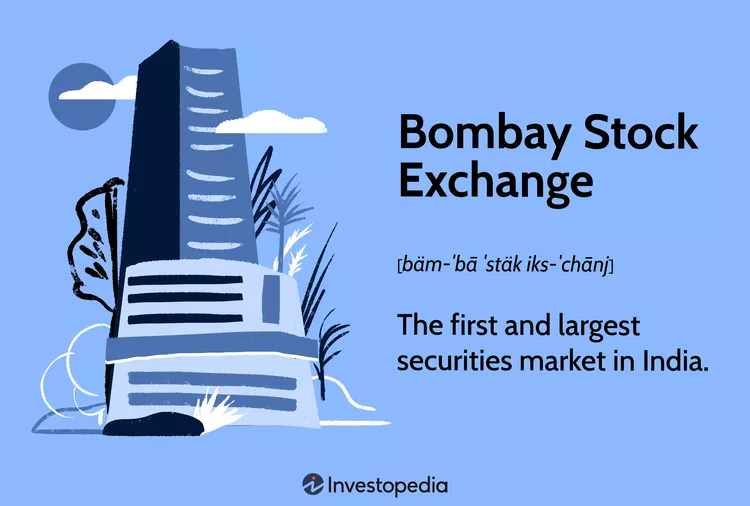 Bombay Stock
Exchange
[bäm-ˈbā ˈstäk iks-ˈchānj]
The first and largest
securities market in India.
Investopedia